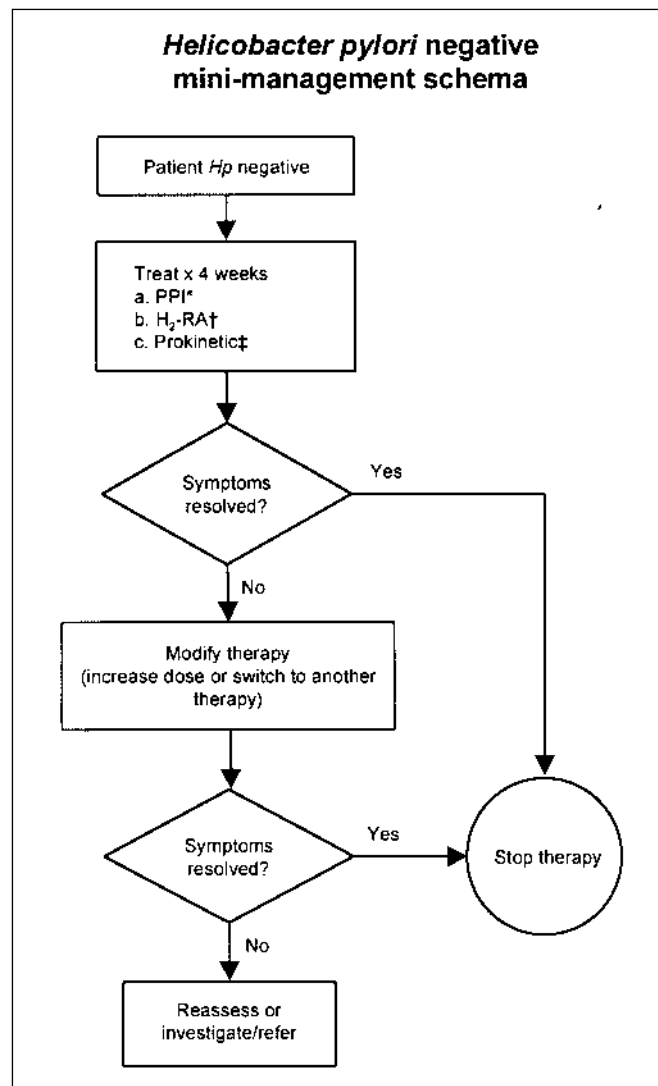 Helicobacter pylori negative
mini-management schema
Patient Hp negative
Treat x 4 weeks
a. PPI*
b. H₂-RA†
c. Prokinetic‡
Symptoms
resolved?
Yes
No
Modify therapy
(increase dose or switch to another
therapy)
Symptoms
resolved?
Yes
Stop therapy
No
Reassess or
investigate/refer